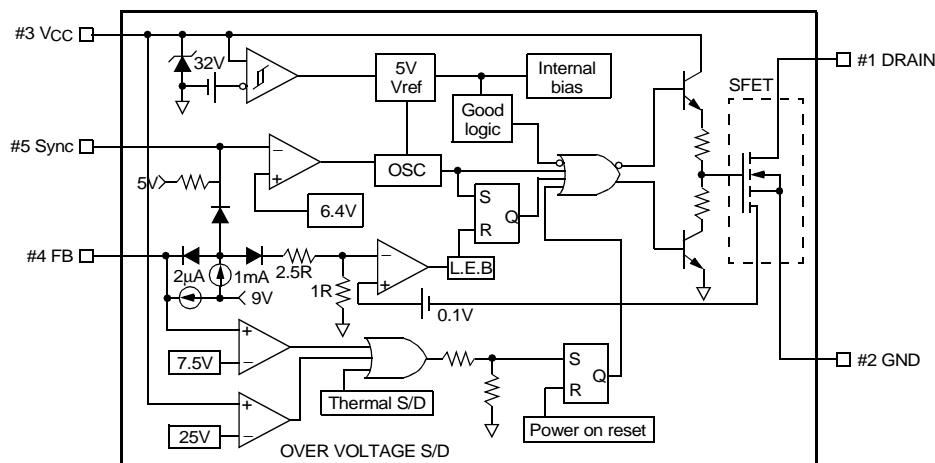 #3 VCC
32V
5V
Vref
Internal
bias
Good
logic
#1 DRAIN
SFET
#5 Sync
−
+
OSC
5V
6.4V
S
R
Q
#4 FB
2μA
1mA
9V
2.5R
1R
−
+
L.E.B
0.1V
+
−
7.5V
Thermal S/D
S
R
Q
#2 GND
+
−
25V
Power on reset
OVER VOLTAGE S/D